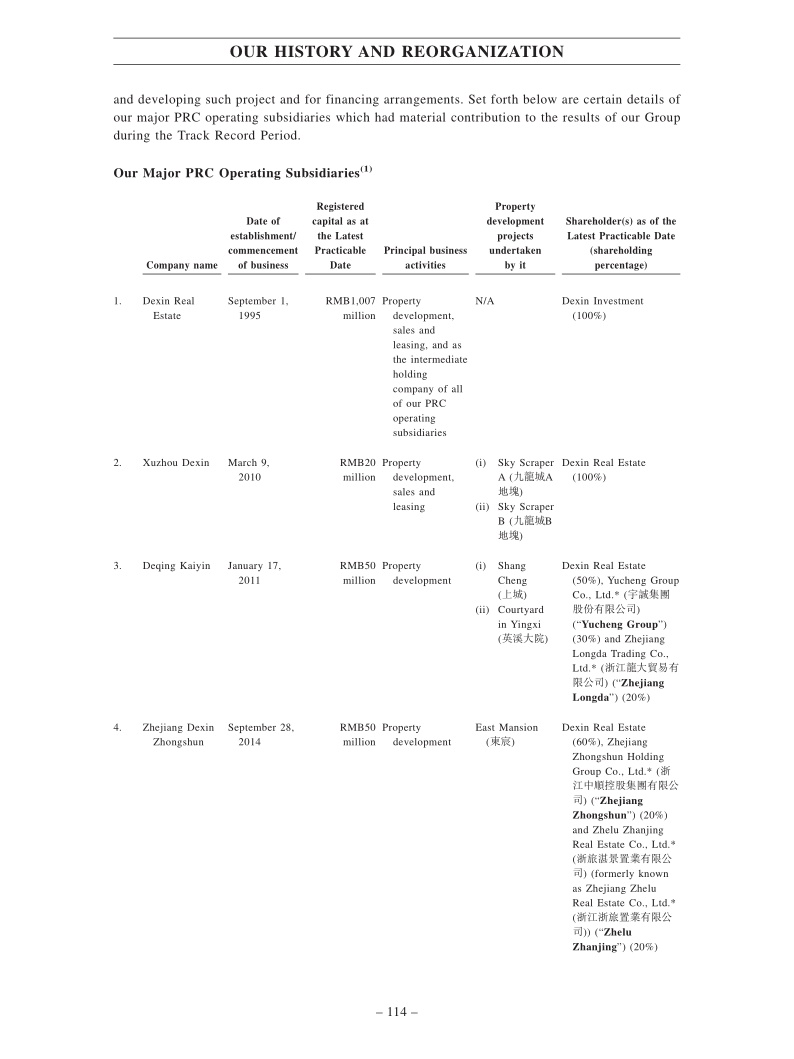 OUR HISTORY AND REORGANIZATION
and developing such project and for financing arrangements. Set forth below are certain details of
our major PRC operating subsidiaries which had material contribution to the results of our Group
during the Track Record Period.
Our Major PRC Operating Subsidiaries(1)
Company name
Date of
establishment/
commencement
of business
Registered
capital as at
the Latest
Practicable
Date
Principal business
activities
Property
development
projects
undertaken
by it
Shareholder(s) as of the
Latest Practicable Date
(shareholding
percentage)
1.
Dexin Real
Estate
September 1,
1995
RMB1,007
million
Property
development,
sales and
leasing, and as
the intermediate
holding
company of all
of our PRC
operating
subsidiaries
N/A
Dexin Investment
(100%)
2.
Xuzhou Dexin
March 9,
2010
RMB20
million
Property
development,
sales and
leasing
(i) Sky Scraper
A (九龍城A
地塊)
(ii) Sky Scraper
B (九龍城B
地塊)
Dexin Real Estate
(100%)
3.
Deqing Kaiyin
January 17,
2011
RMB50
million
Property
development
(i) Shang
Cheng
(上城)
(ii) Courtyard
in Yingxi
(英溪大院)
Dexin Real Estate
(50%), Yucheng Group
Co., Ltd.* (宇誠集團
股份有限公司)
(“Yucheng Group”)
(30%) and Zhejiang
Longda Trading Co.,
Ltd.* (浙江龍大貿易有
限公司) (“Zhejiang
Longda”) (20%)
4.
Zhejiang Dexin
Zhongshun
September 28,
2014
RMB50
million
Property
development
East Mansion
(東宸)
Dexin Real Estate
(60%), Zhejiang
Zhongshun Holding
Group Co., Ltd.* (浙
江中順控股集團有限公
司) (“Zhejiang
Zhongshun”) (20%)
and Zhelu Zhanjing
Real Estate Co., Ltd.*
(浙旅湛景置業有限公
司) (formerly known
as Zhejiang Zhelu
Real Estate Co., Ltd.*
(浙江浙旅置業有限公
司)) (“Zhelu
Zhanjing”) (20%)
– 114 –